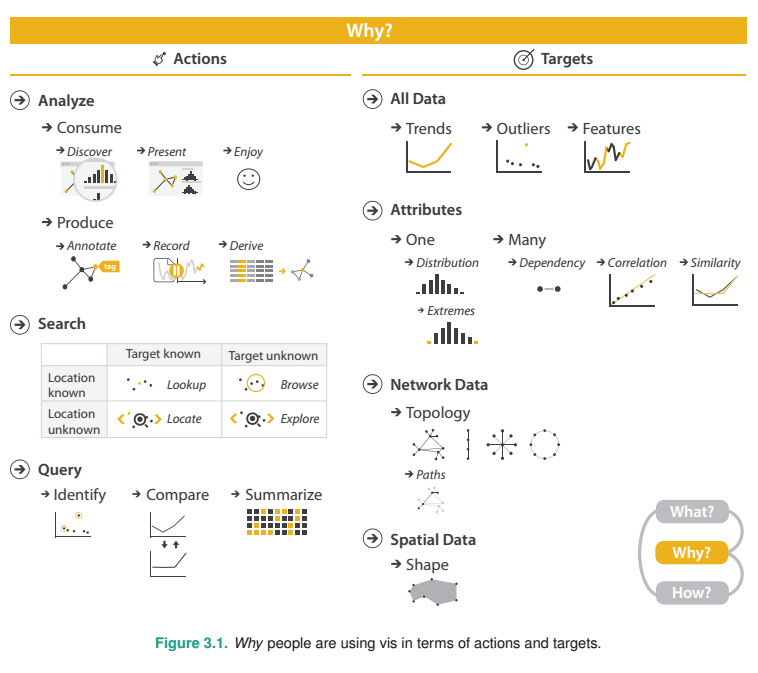 Why?
Actions
Targets
Analyze
Consume
Discover
Present
Enjoy
Produce
Annotate
Record
Derive
tag
Search
Target known
Target unknown
Location known
Lookup
Browse
Location unknown
Locate
Explore
Query
Identify
Compare
Summarize
All Data
Trends
Outliers
Features
Attributes
One
Many
Distribution
Dependency
Correlation
Similarity
Extremes
Network Data
Topology
Paths
Spatial Data
Shape
What?
Why?
How?
Figure 3.1. Why people are using vis in terms of actions and targets.